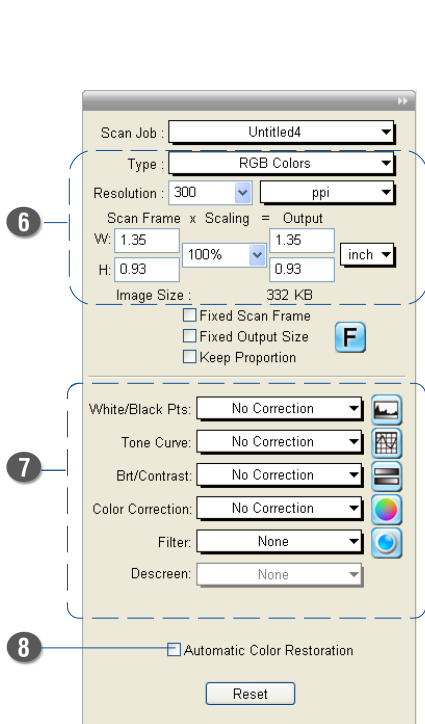 Scan Job : Untitled4
6
Type : RGB Colors
Resolution : 300 ppi
Scan Frame x Scaling = Output
W: 1.35 100% 1.35 inch
H: 0.93 0.93
Image Size : 332 KB
Fixed Scan Frame
Fixed Output Size
Keep Proportion
F
7
White/Black Pts: No Correction
Tone Curve: No Correction
Brt/Contrast: No Correction
Color Correction: No Correction
Filter: None
Descreen: None
8
Automatic Color Restoration
Reset